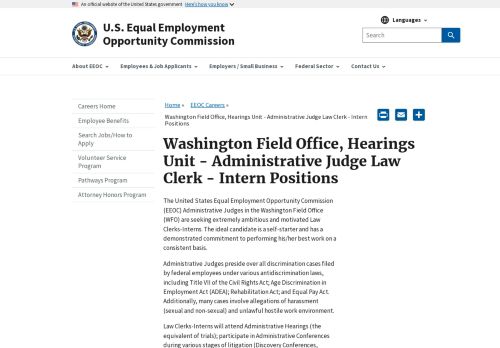 An official website of the United States government Here's how you know
U.S. Equal Employment
Opportunity Commission
Languages
Search
About EEOC
Employees & Job Applicants
Employers / Small Business
Federal Sector
Contact Us
Careers Home
Employee Benefits
Search Jobs/How to
Apply
Volunteer Service
Program
Pathways Program
Attorney Honors Program
Home » EEOC Careers »
Washington Field Office, Hearings Unit - Administrative Judge Law Clerk - Intern
Positions
Washington Field Office, Hearings
Unit - Administrative Judge Law
Clerk - Intern Positions
The United States Equal Employment Opportunity Commission
(EEOC) Administrative Judges in the Washington Field Office
(WFO) are seeking extremely ambitious and motivated Law
Clerks-Interns. The ideal candidate is a self-starter and has a
demonstrated commitment to performing his/her best work on a
consistent basis.
Administrative Judges preside over all discrimination cases filed
by federal employees under various antidiscrimination laws,
including Title VII of the Civil Rights Act; Age Discrimination in
Employment Act (ADEA); Rehabilitation Act; and Equal Pay Act.
Additionally, many cases involve allegations of harassment
(sexual and non-sexual) and unlawful hostile work environment.
Law Clerks-Interns will attend Administrative Hearings (the
equivalent of trials); participate in Administrative Conferences
during various stages of litigation (Discovery Conferences,